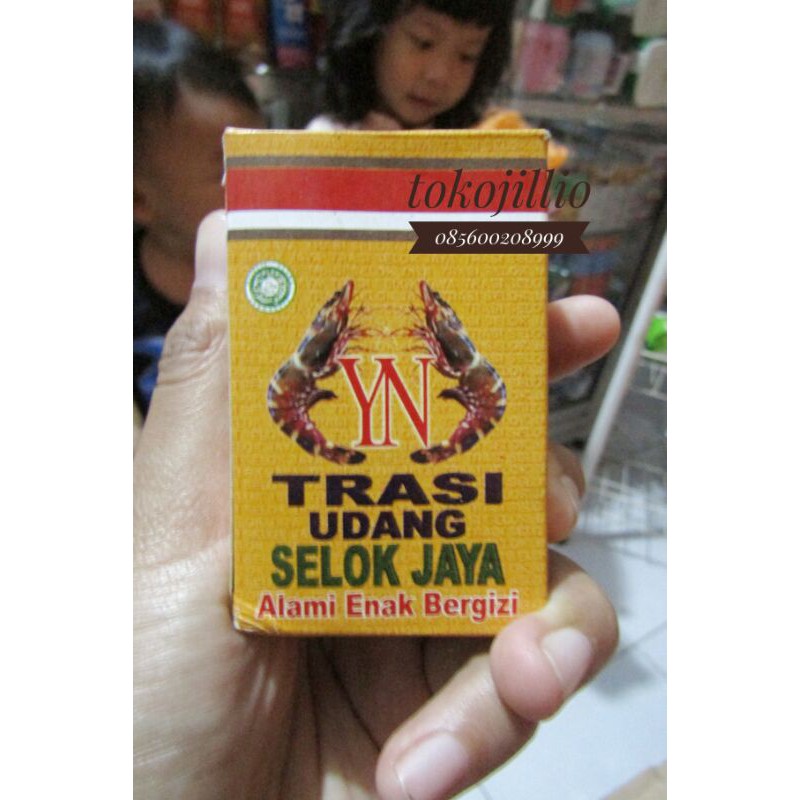 tokojillio
085600208999
YN
TRASI
UDANG
SELOK JAYA
Alami Enak Bergizi